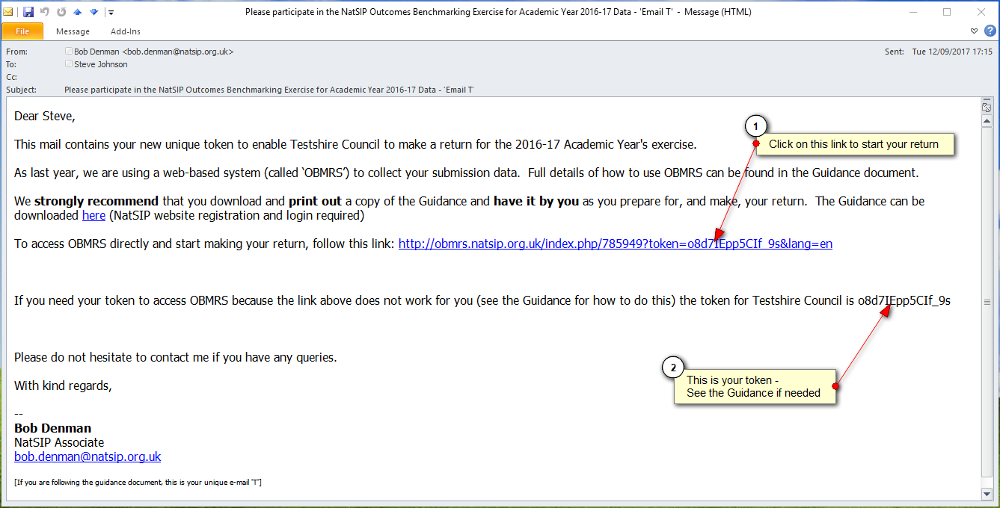 Please participate in the NatSIP Outcomes Benchmarking Exercise for Academic Year 2016-17 Data - 'Email T' - Message (HTML)
File Message Add-Ins
From: Bob Denman <bob.denman@natsip.org.uk> Sent: Tue 12/09/2017 17:15
To: Steve Johnson
Cc:
Subject: Please participate in the NatSIP Outcomes Benchmarking Exercise for Academic Year 2016-17 Data - 'Email T'
Dear Steve,
1
This mail contains your new unique token to enable Testshire Council to make a return for the 2016-17 Academic Year's exercise.
Click on this link to start your return
As last year, we are using a web-based system (called ‘OBMRS’) to collect your submission data. Full details of how to use OBMRS can be found in the Guidance document.
We strongly recommend that you download and print out a copy of the Guidance and have it by you as you prepare for, and make, your return. The Guidance can be
downloaded here (NatSIP website registration and login required)
To access OBMRS directly and start making your return, follow this link: http://obmrs.natsip.org.uk/index.php/785949?token=o8d7IEpp5CIf_9s&lang=en
If you need your token to access OBMRS because the link above does not work for you (see the Guidance for how to do this) the token for Testshire Council is o8d7IEpp5CIf_9s
Please do not hesitate to contact me if you have any queries.
2
This is your token -
See the Guidance if needed
With kind regards,
--
Bob Denman
NatSIP Associate
bob.denman@natsip.org.uk
[If you are following the guidance document, this is your unique e-mail 'T']